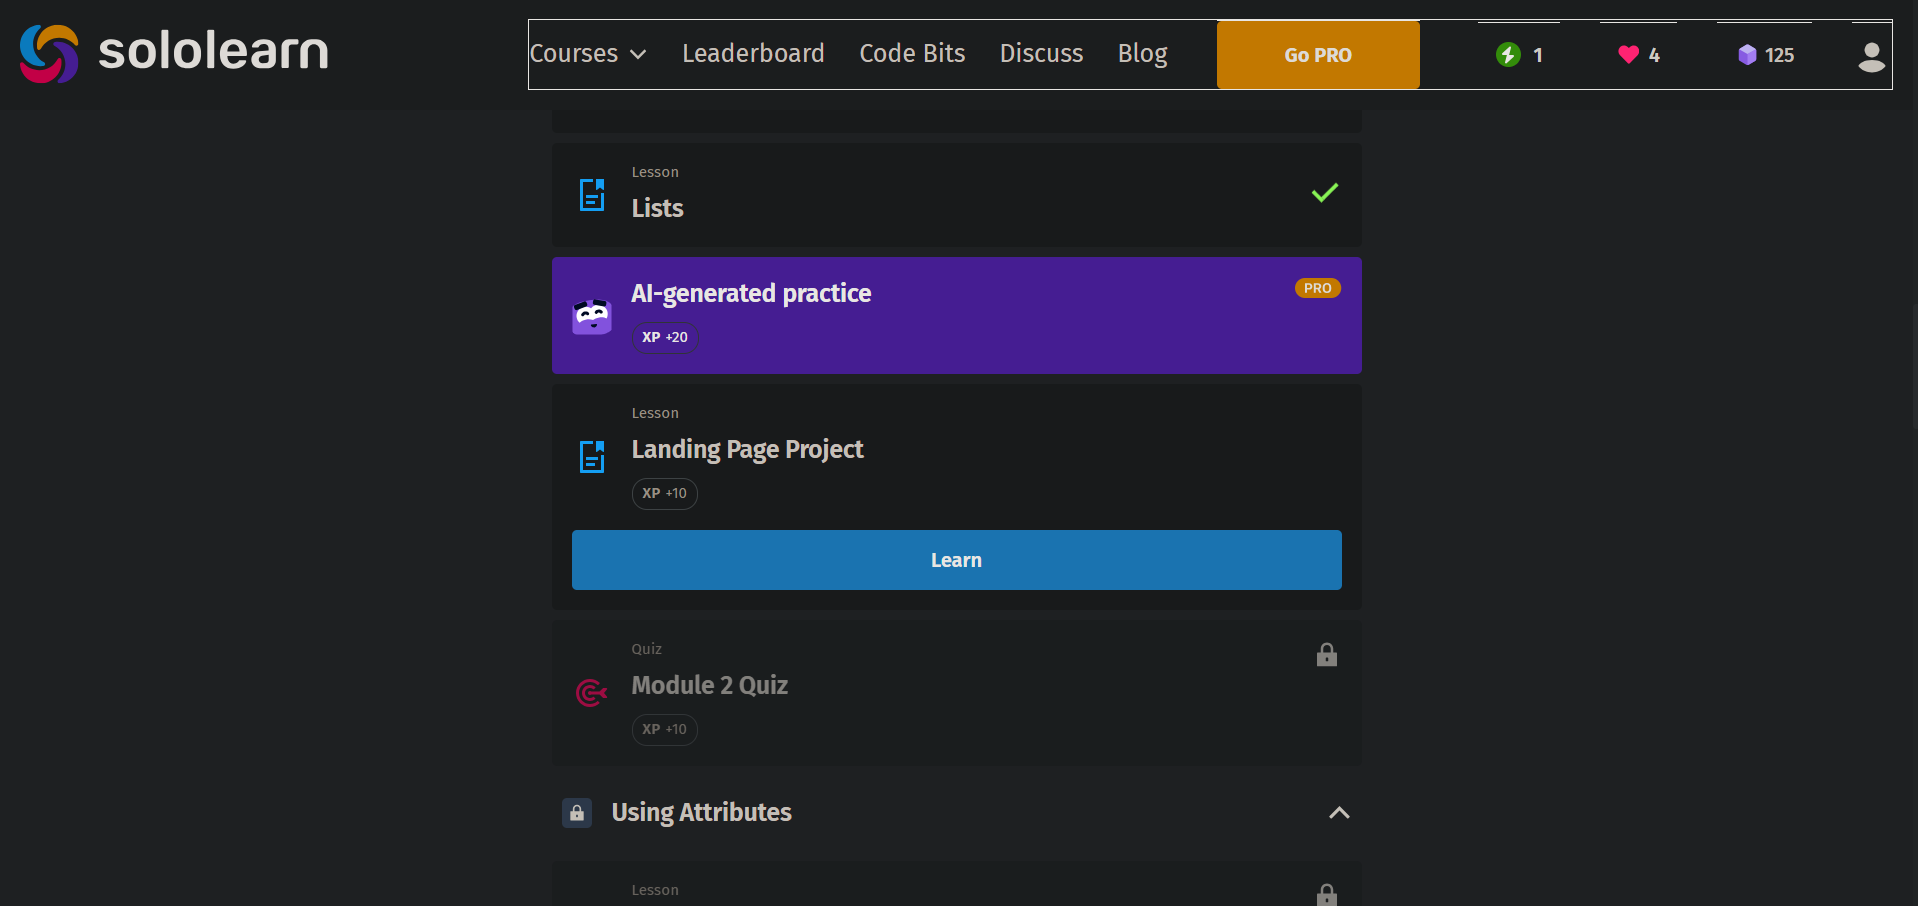 sololearn
Courses Leaderboard Code Bits Discuss Blog Go PRO 1 4 125
Lesson
Lists
AI-generated practice PRO
XP +20
Lesson
Landing Page Project
XP +10
Learn
Quiz
Module 2 Quiz
XP +10
Using Attributes
Lesson